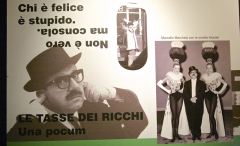 Chi è felice
è stupido.
ma consola.
Non è vero
LE TASSE DEI RICCHI
Una pocum